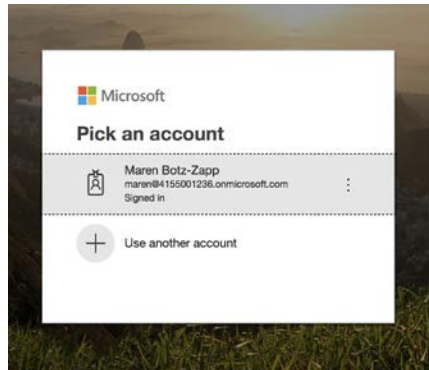 Microsoft
Pick an account
Maren Botz-Zapp
maren@4155001236.onmicrosoft.com
Signed in
Use another account